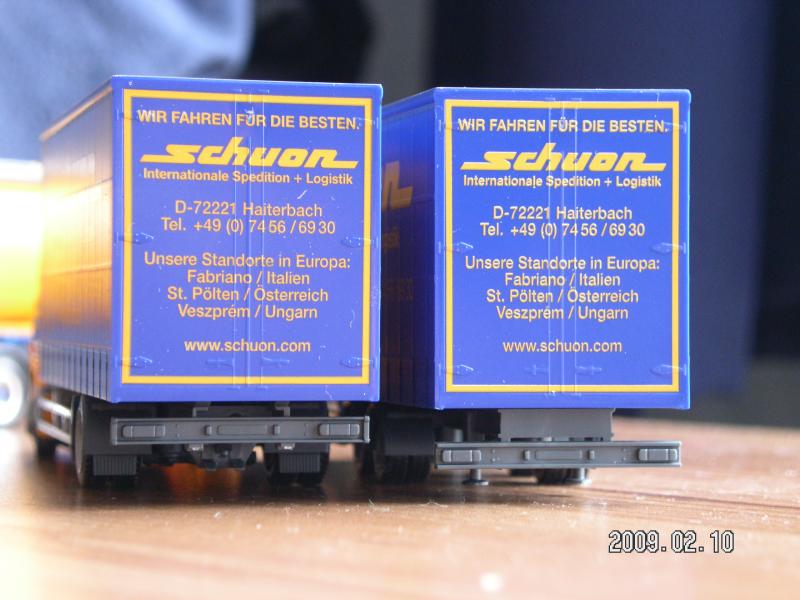 WIR FAHREN FÜR DIE BESTEN.
schuon
Internationale Spedition + Logistik
D-72221 Haiterbach
Tel. +49 (0) 74 56 / 69 30
Unsere Standorte in Europa:
Fabriano / Italien
St. Pölten / Österreich
Veszprém / Ungarn
www.schuon.com
WIR FAHREN FÜR DIE BESTEN.
schuon
Internationale Spedition + Logistik
D-72221 Haiterbach
Tel. +49 (0) 74 56 / 69 30
Unsere Standorte in Europa:
Fabriano / Italien
St. Pölten / Österreich
Veszprém / Ungarn
www.schuon.com
2009.02.10